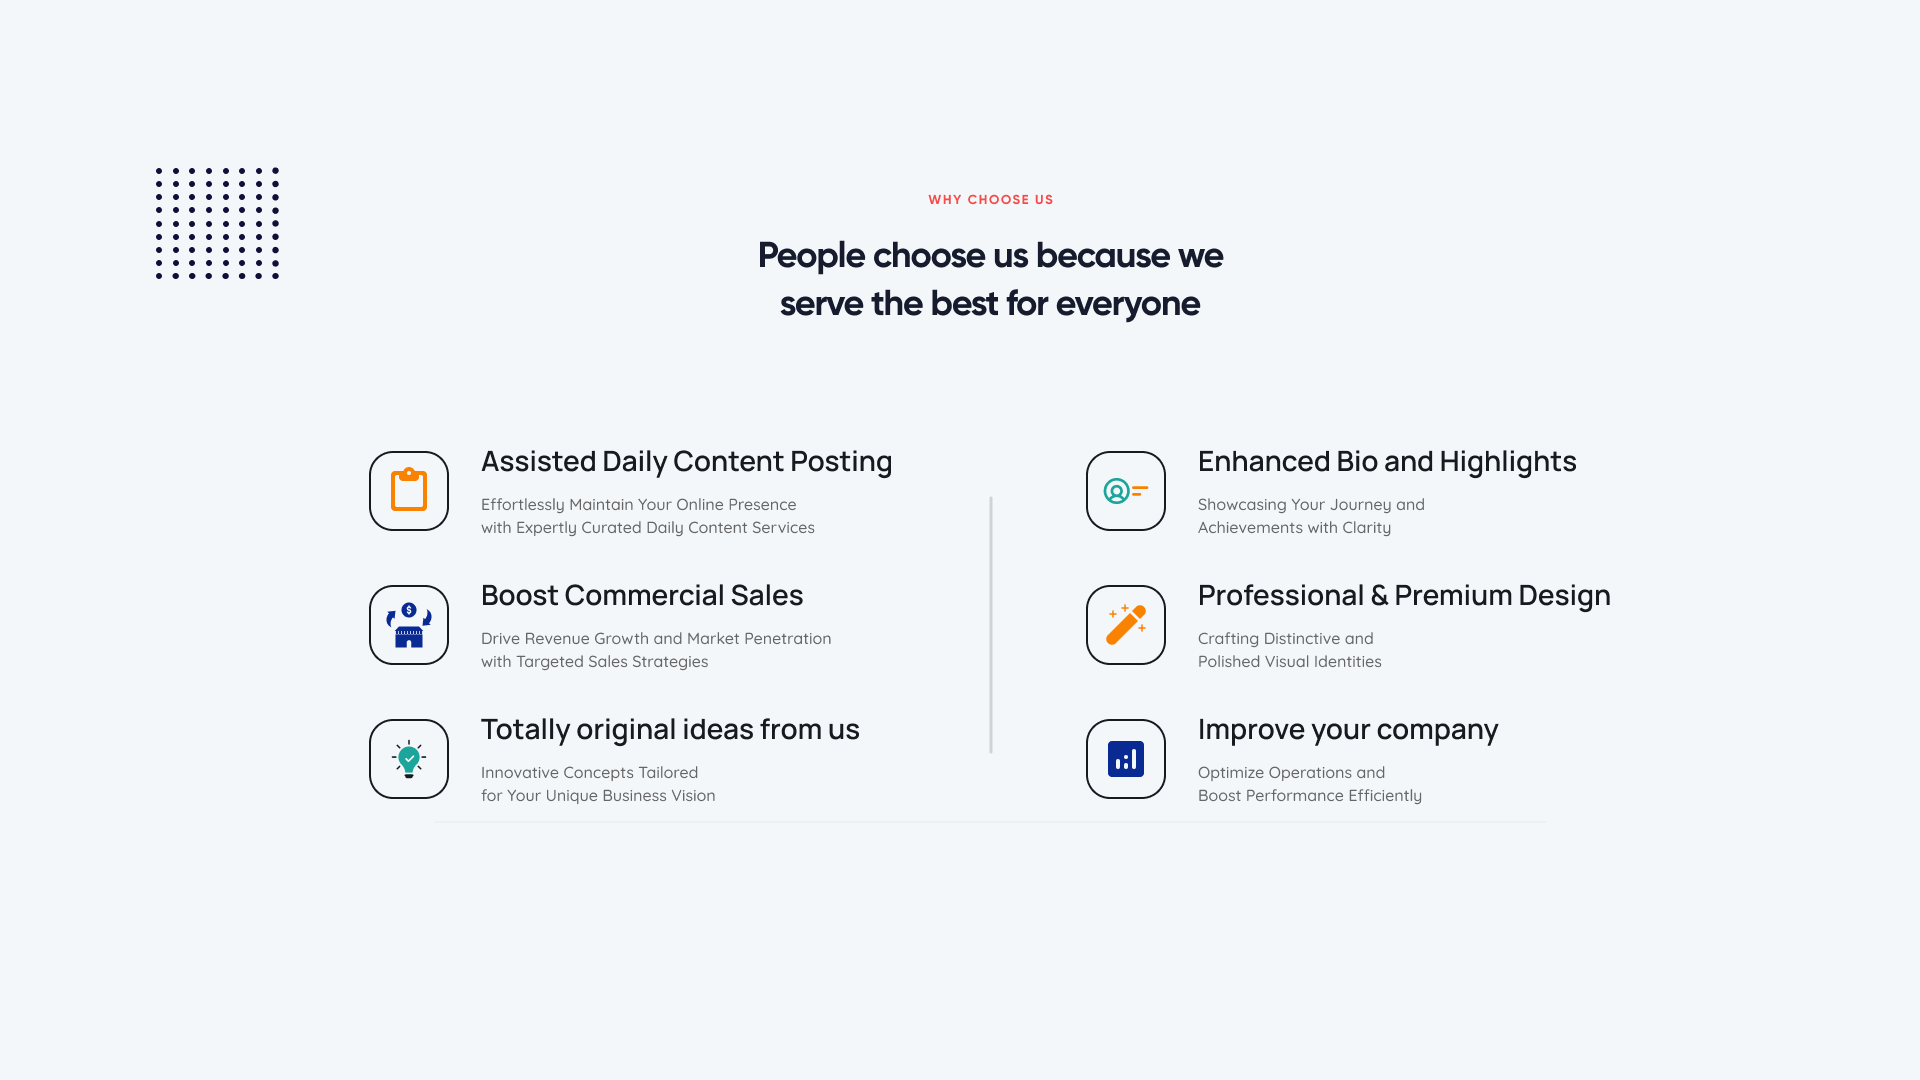 WHY CHOOSE US
People choose us because we
serve the best for everyone
Assisted Daily Content Posting
Effortlessly Maintain Your Online Presence
with Expertly Curated Daily Content Services
Boost Commercial Sales
Drive Revenue Growth and Market Penetration
with Targeted Sales Strategies
Totally original ideas from us
Innovative Concepts Tailored
for Your Unique Business Vision
Enhanced Bio and Highlights
Showcasing Your Journey and
Achievements with Clarity
Professional & Premium Design
Crafting Distinctive and
Polished Visual Identities
Improve your company
Optimize Operations and
Boost Performance Efficiently